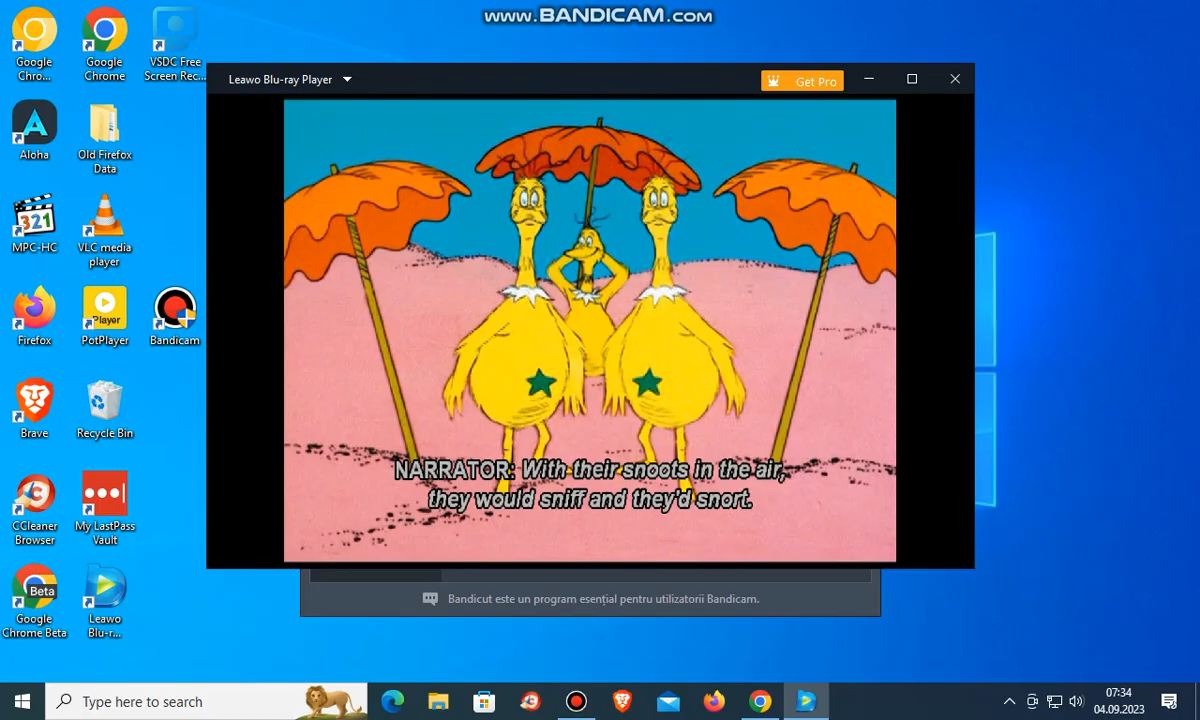 www.BANDICAM.com
Google
Chro...
Google
Chrome
VSDC Free
Screen Rec...
Leawo Blu-ray Player
Get Pro
Aloha
Old Firefox
Data
MPC-HC
VLC media
player
Firefox
Player
PotPlayer
Bandicam
Brave
Recycle Bin
CCleaner
Browser
My LastPass
Vault
Beta
Google
Chrome Beta
Leawo
Blu-r...
321
NARRATOR: With their snoots in the air,
they would sniff and they'd snort.
Bandicut este un program esențial pentru utilizatorii Bandicam.
Type here to search
07:34
04.09.2023